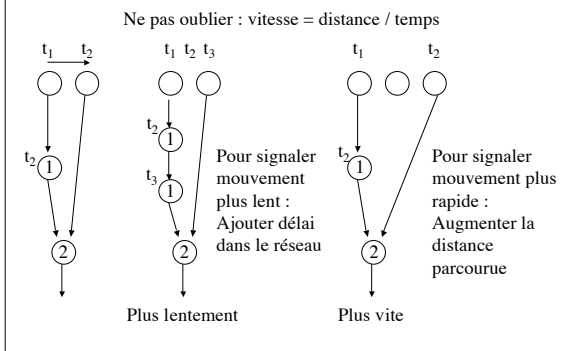 Ne pas oublier : vitesse = distance / temps
t1 t2
t2
1
2
t1 t2 t3
t2
1
t3
1
2
Pour signaler
mouvement
plus lent :
Ajouter délai
dans le réseau
Plus lentement
t1 t2
t2
1
2
Pour signaler
mouvement plus
rapide :
Augmenter la
distance
parcourue
Plus vite